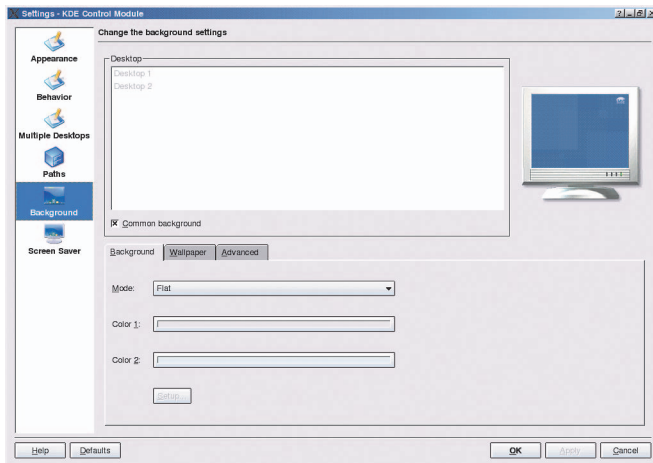 Settings - KDE Control Module
Change the background settings
Appearance
Behavior
Multiple Desktops
Paths
Background
Screen Saver
Desktop
Desktop 1
Desktop 2
Common background
Background Wallpaper Advanced
Mode: Flat
Color 1:
Color 2:
Setup...
Help Defaults OK Apply Cancel